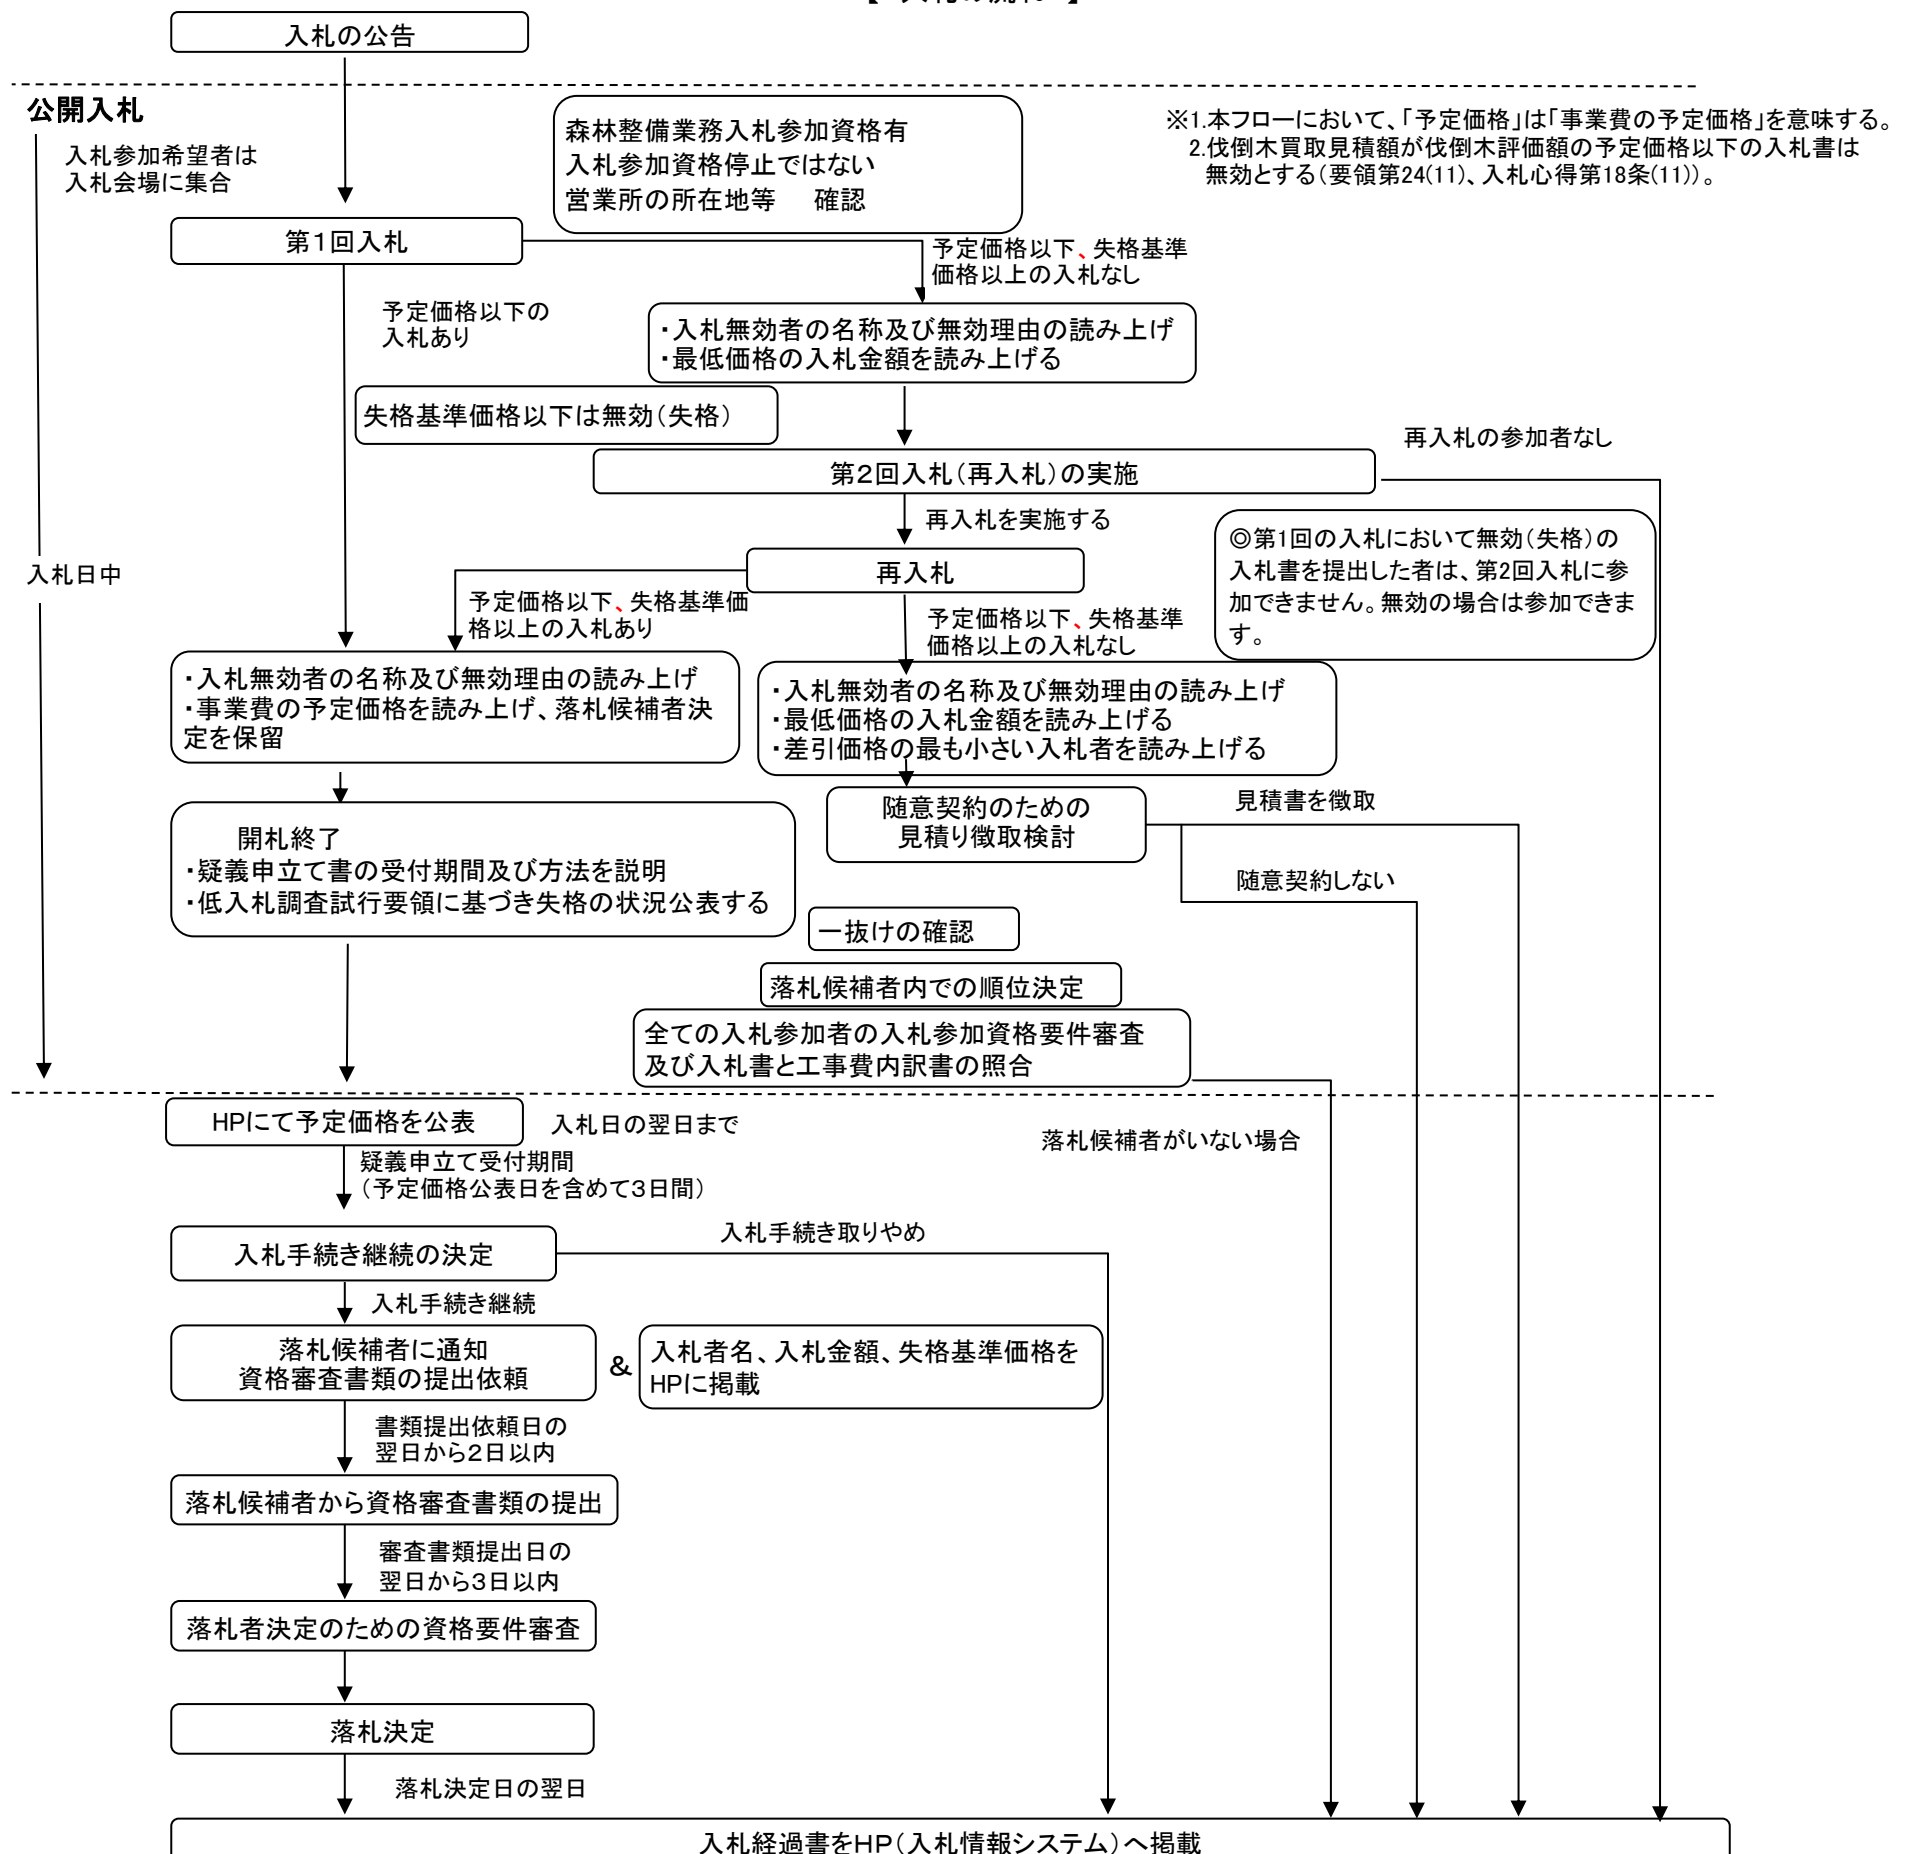 入札の公告
公開入札
入札参加希望者は
入札会場に集合
森林整備業務入札参加資格有
入札参加資格停止ではない
営業所の所在地等　確認
※1.本フローにおいて、「予定価格」は「事業費の予定価格」を意味する。
2.伐倒木買取見積額が伐倒木評価額の予定価格以下の入札書は
無効とする（要領第24(11)、入札心得第18条(11)）。
第1回入札
予定価格以下、失格基準
価格以上の入札なし
予定価格以下の
入札あり
・入札無効者の名称及び無効理由の読み上げ
・最低価格の入札金額を読み上げる
失格基準価格以下は無効（失格）
再入札の参加者なし
第2回入札（再入札）の実施
再入札を実施する
◎第1回の入札において無効（失格）の
入札書を提出した者は、第2回入札に参
加できません。無効の場合は参加できま
す。
入札日中
再入札
予定価格以下、失格基準価
格以上の入札あり
予定価格以下、失格基準
価格以上の入札なし
・入札無効者の名称及び無効理由の読み上げ
・事業費の予定価格を読み上げ、落札候補者決
定を保留
・入札無効者の名称及び無効理由の読み上げ
・最低価格の入札金額を読み上げる
・差引価格の最も小さい入札者を読み上げる
随意契約のための
見積り徴取検討
見積書を徴取
随意契約しない
開札終了
・疑義申立て書の受付期間及び方法を説明
・低入札調査試行要領に基づき失格の状況公表する
一抜けの確認
落札候補者内での順位決定
全ての入札参加者の入札参加資格要件審査
及び入札書と工事費内訳書の照合
HPにて予定価格を公表
入札日の翌日まで
落札候補者がいない場合
疑義申立て受付期間
（予定価格公表日を含めて3日間）
入札手続き継続の決定
入札手続き取りやめ
入札手続き継続
落札候補者に通知
資格審査書類の提出依頼
&
入札者名、入札金額、失格基準価格を
HPに掲載
書類提出依頼日の
翌日から2日以内
落札候補者から資格審査書類の提出
審査書類提出日の
翌日から3日以内
落札者決定のための資格要件審査
落札決定
落札決定日の翌日
入札経過書をHP（入札情報システム）へ掲載